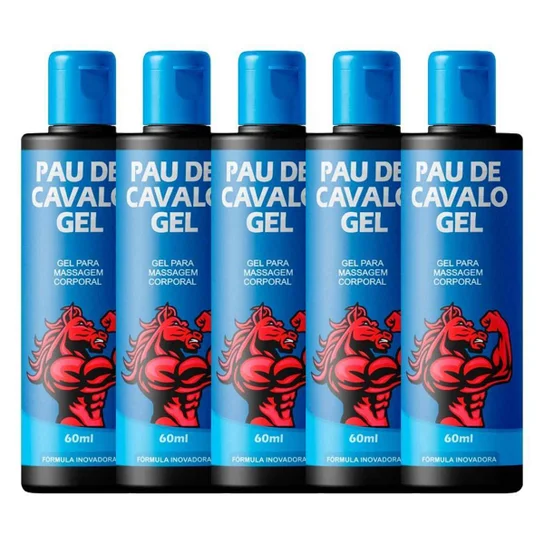 PAU DE
CAVALO
GEL
GEL PARA
MASSAGEM
CORPORAL
60ml
FÓRMULA INOVADORA
PAU DE
CAVALO
GEL
GEL PARA
MASSAGEM
CORPORAL
60ml
FÓRMULA INOVADORA
PAU DE
CAVALO
GEL
GEL PARA
MASSAGEM
CORPORAL
60ml
FÓRMULA INOVADORA
PAU DE
CAVALO
GEL
GEL PARA
MASSAGEM
CORPORAL
60ml
FÓRMULA INOVADORA
PAU DE
CAVALO
GEL
GEL PARA
MASSAGEM
CORPORAL
60ml
FÓRMULA INOVADORA